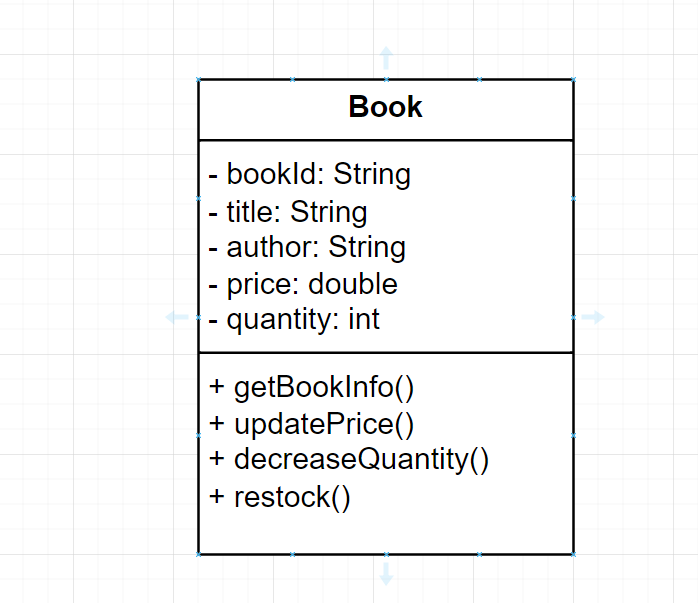 Book
- bookId: String
- title: String
- author: String
- price: double
- quantity: int
+ getBookInfo()
+ updatePrice()
+ decreaseQuantity()
+ restock()